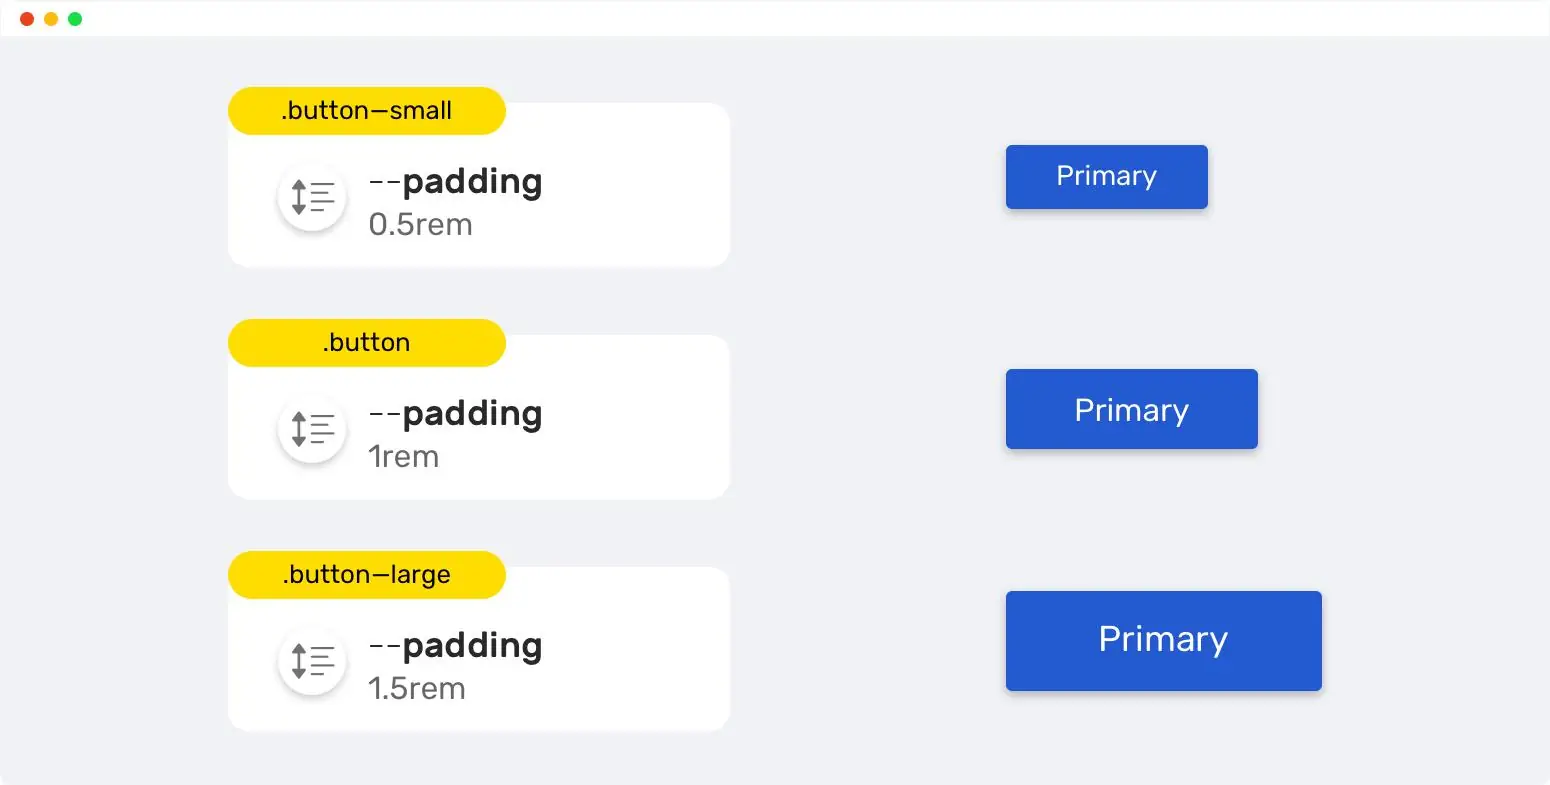 .button—small
--padding
0.5rem
Primary
.button
--padding
1rem
Primary
.button—large
--padding
1.5rem
Primary